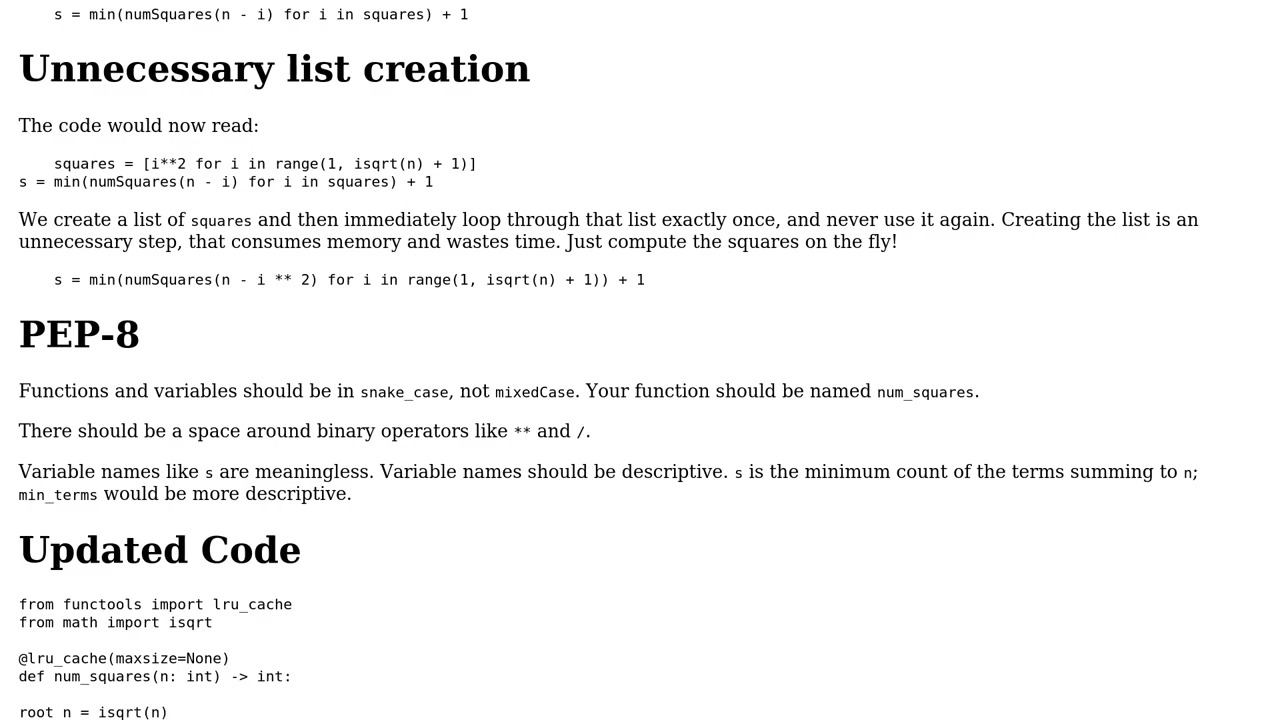 s = min(numSquares(n - i) for i in squares) + 1
Unnecessary list creation
The code would now read:
squares = [i**2 for i in range(1, isqrt(n) + 1)]
s = min(numSquares(n - i) for i in squares) + 1
We create a list of squares and then immediately loop through that list exactly once, and never use it again. Creating the list is an
unnecessary step, that consumes memory and wastes time. Just compute the squares on the fly!
s = min(numSquares(n - i ** 2) for i in range(1, isqrt(n) + 1)) + 1
PEP-8
Functions and variables should be in snake_case, not mixedCase. Your function should be named num_squares.
There should be a space around binary operators like ** and /.
Variable names like s are meaningless. Variable names should be descriptive. s is the minimum count of the terms summing to n;
min_terms would be more descriptive.
Updated Code
from functools import lru_cache
from math import isqrt
@lru_cache(maxsize=None)
def num_squares(n: int) -> int:
root n = isqrt(n)